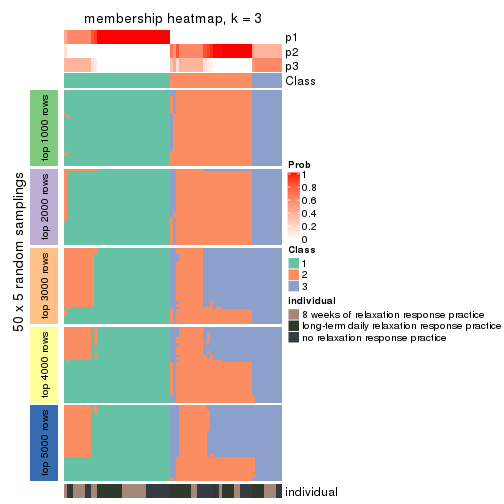 membership heatmap, k = 3
p1
p2
p3
Class
50 x 5 random samplings
top 1000 rows
top 2000 rows
top 3000 rows
top 4000 rows
top 5000 rows
Prob
1
0.8
0.6
0.4
0.2
0
Class
1
2
3
individual
8 weeks of relaxation response practice
long-term daily relaxation response practice
no relaxation response practice
individual